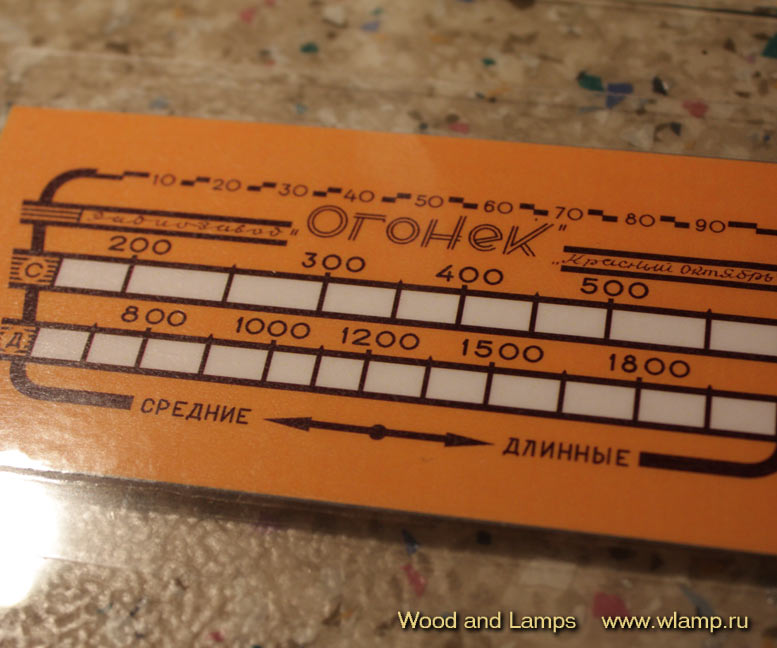 10 20 30 40 50 60 70 80 90
Радиозавод" ОГОНЕК" „Красный Октябрь
200 300 400 500
С
800 1000 1200 1500 1800
Д
СРЕДНИЕ ДЛИННЫЕ
Wood and Lamps www.wlamp.ru